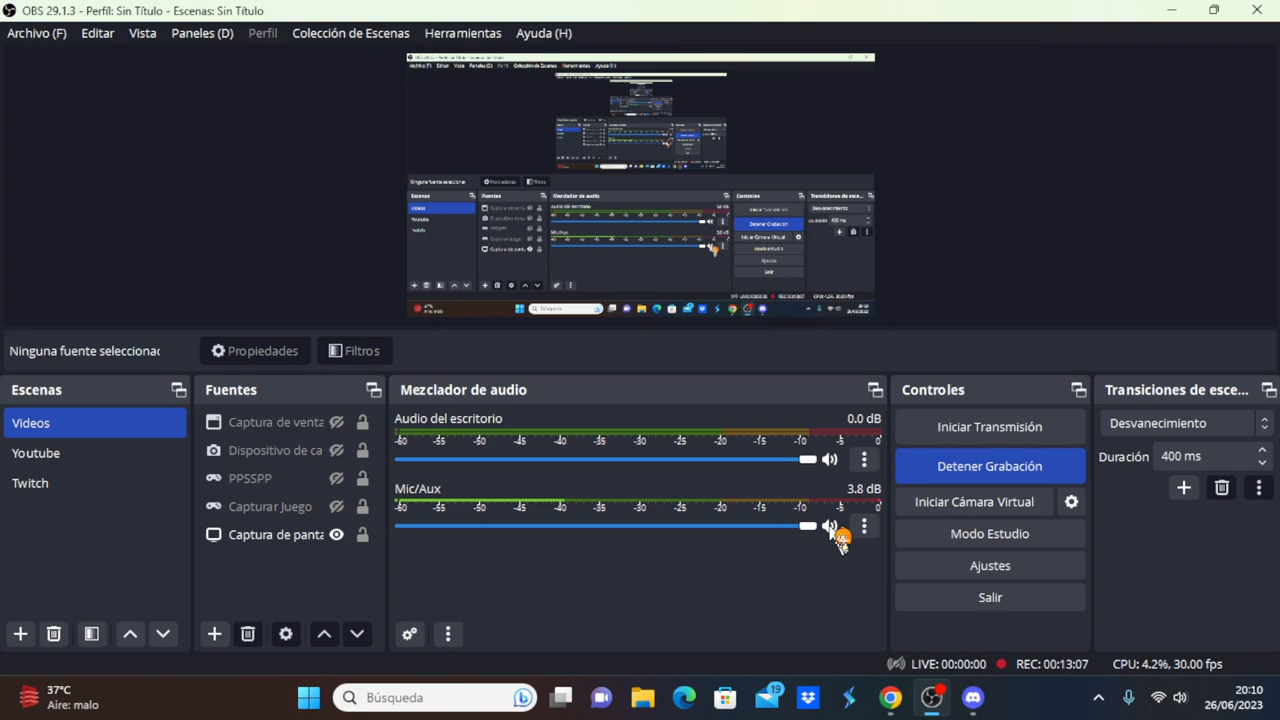 OBS 29.1.3 - Perfil: Sin Título - Escenas: Sin Título
Archivo (F) Editar Vista Paneles (D) Perfil Colección de Escenas Herramientas Ayuda (H)
Ninguna fuente seleccionac Propiedades Filtros
Escenas
Videos
Youtube
Twitch
Fuentes
Captura de venta
Dispositivo de ca
PPSSPP
Capturar Juego
Captura de panta
Mezclador de audio
Audio del escritorio 0.0 dB
-60 -55 -50 -45 -40 -35 -30 -25 -20 -15 -10 -5 0
Mic/Aux 3.8 dB
-60 -55 -50 -45 -40 -35 -30 -25 -20 -15 -10 -5 0
Controles
Iniciar Transmisión
Detener Grabación
Iniciar Cámara Virtual
Modo Estudio
Ajustes
Salir
Transiciones de esce...
Desvanecimiento
Duración 400 ms
LIVE: 00:00:00 REC: 00:13:07 CPU: 4.2%, 30.00 fps
37°C
Aire: malo
Búsqueda
19
20:10
26/06/2023